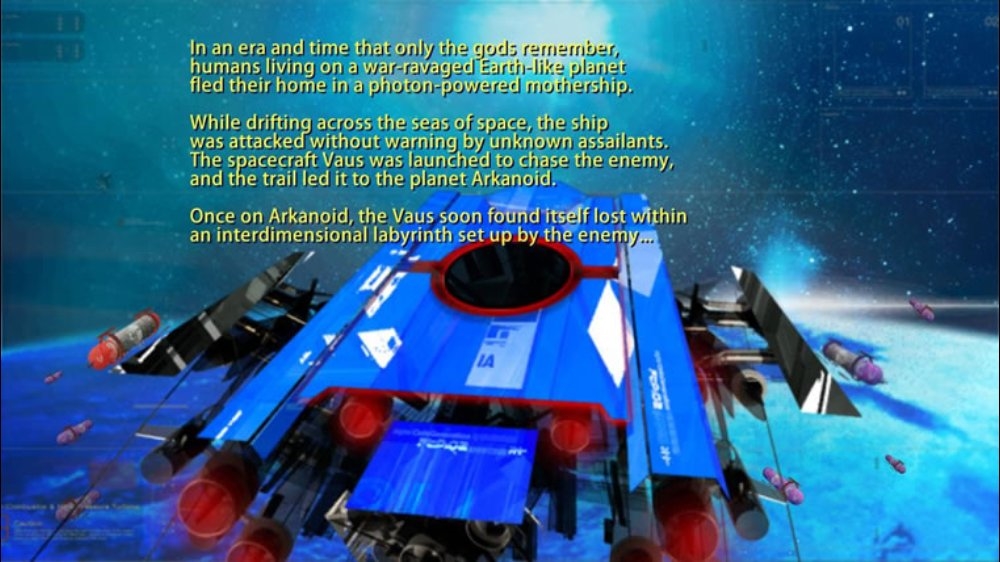 In an era and time that only the gods remember,
humans living on a war-ravaged Earth-like planet
fled their home in a photon-powered mothership.
While drifting across the seas of space, the ship
was attacked without warning by unknown assailants.
The spacecraft Vaus was launched to chase the enemy,
and the trail led it to the planet Arkanoid.
Once on Arkanoid, the Vaus soon found itself lost within
an interdimensional labyrinth set up by the enemy...
01